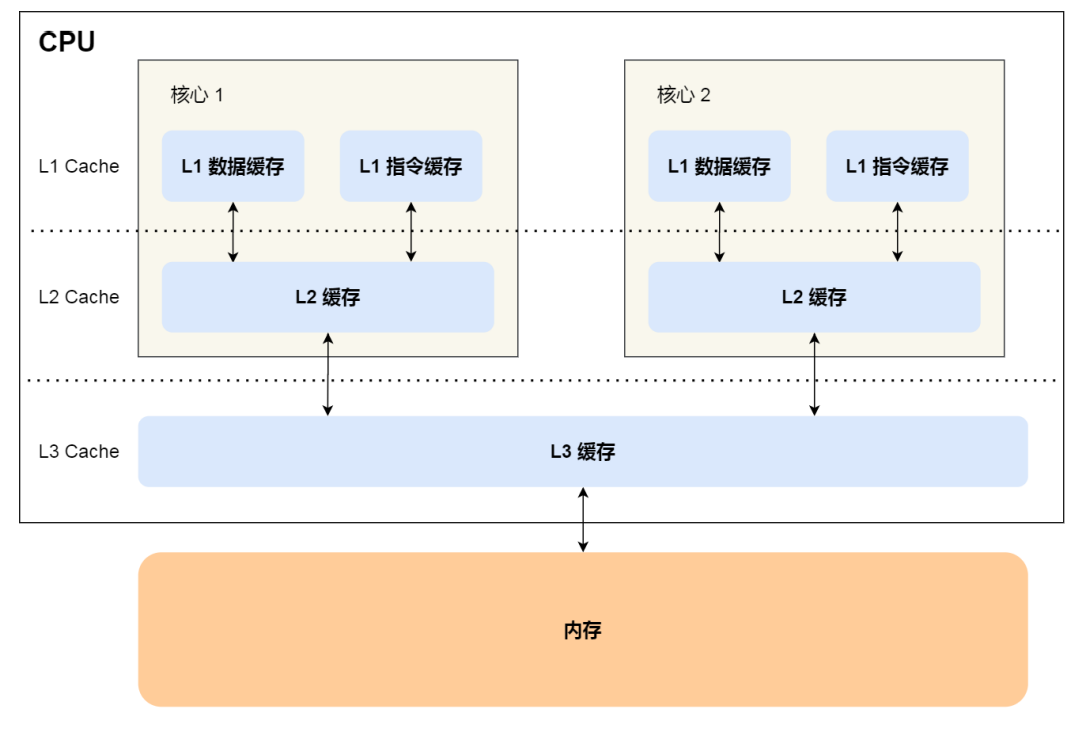 CPU
核心 1
核心 2
L1 Cache
L1 数据缓存
L1 指令缓存
L1 数据缓存
L1 指令缓存
L2 Cache
L2 缓存
L2 缓存
L3 Cache
L3 缓存
内存